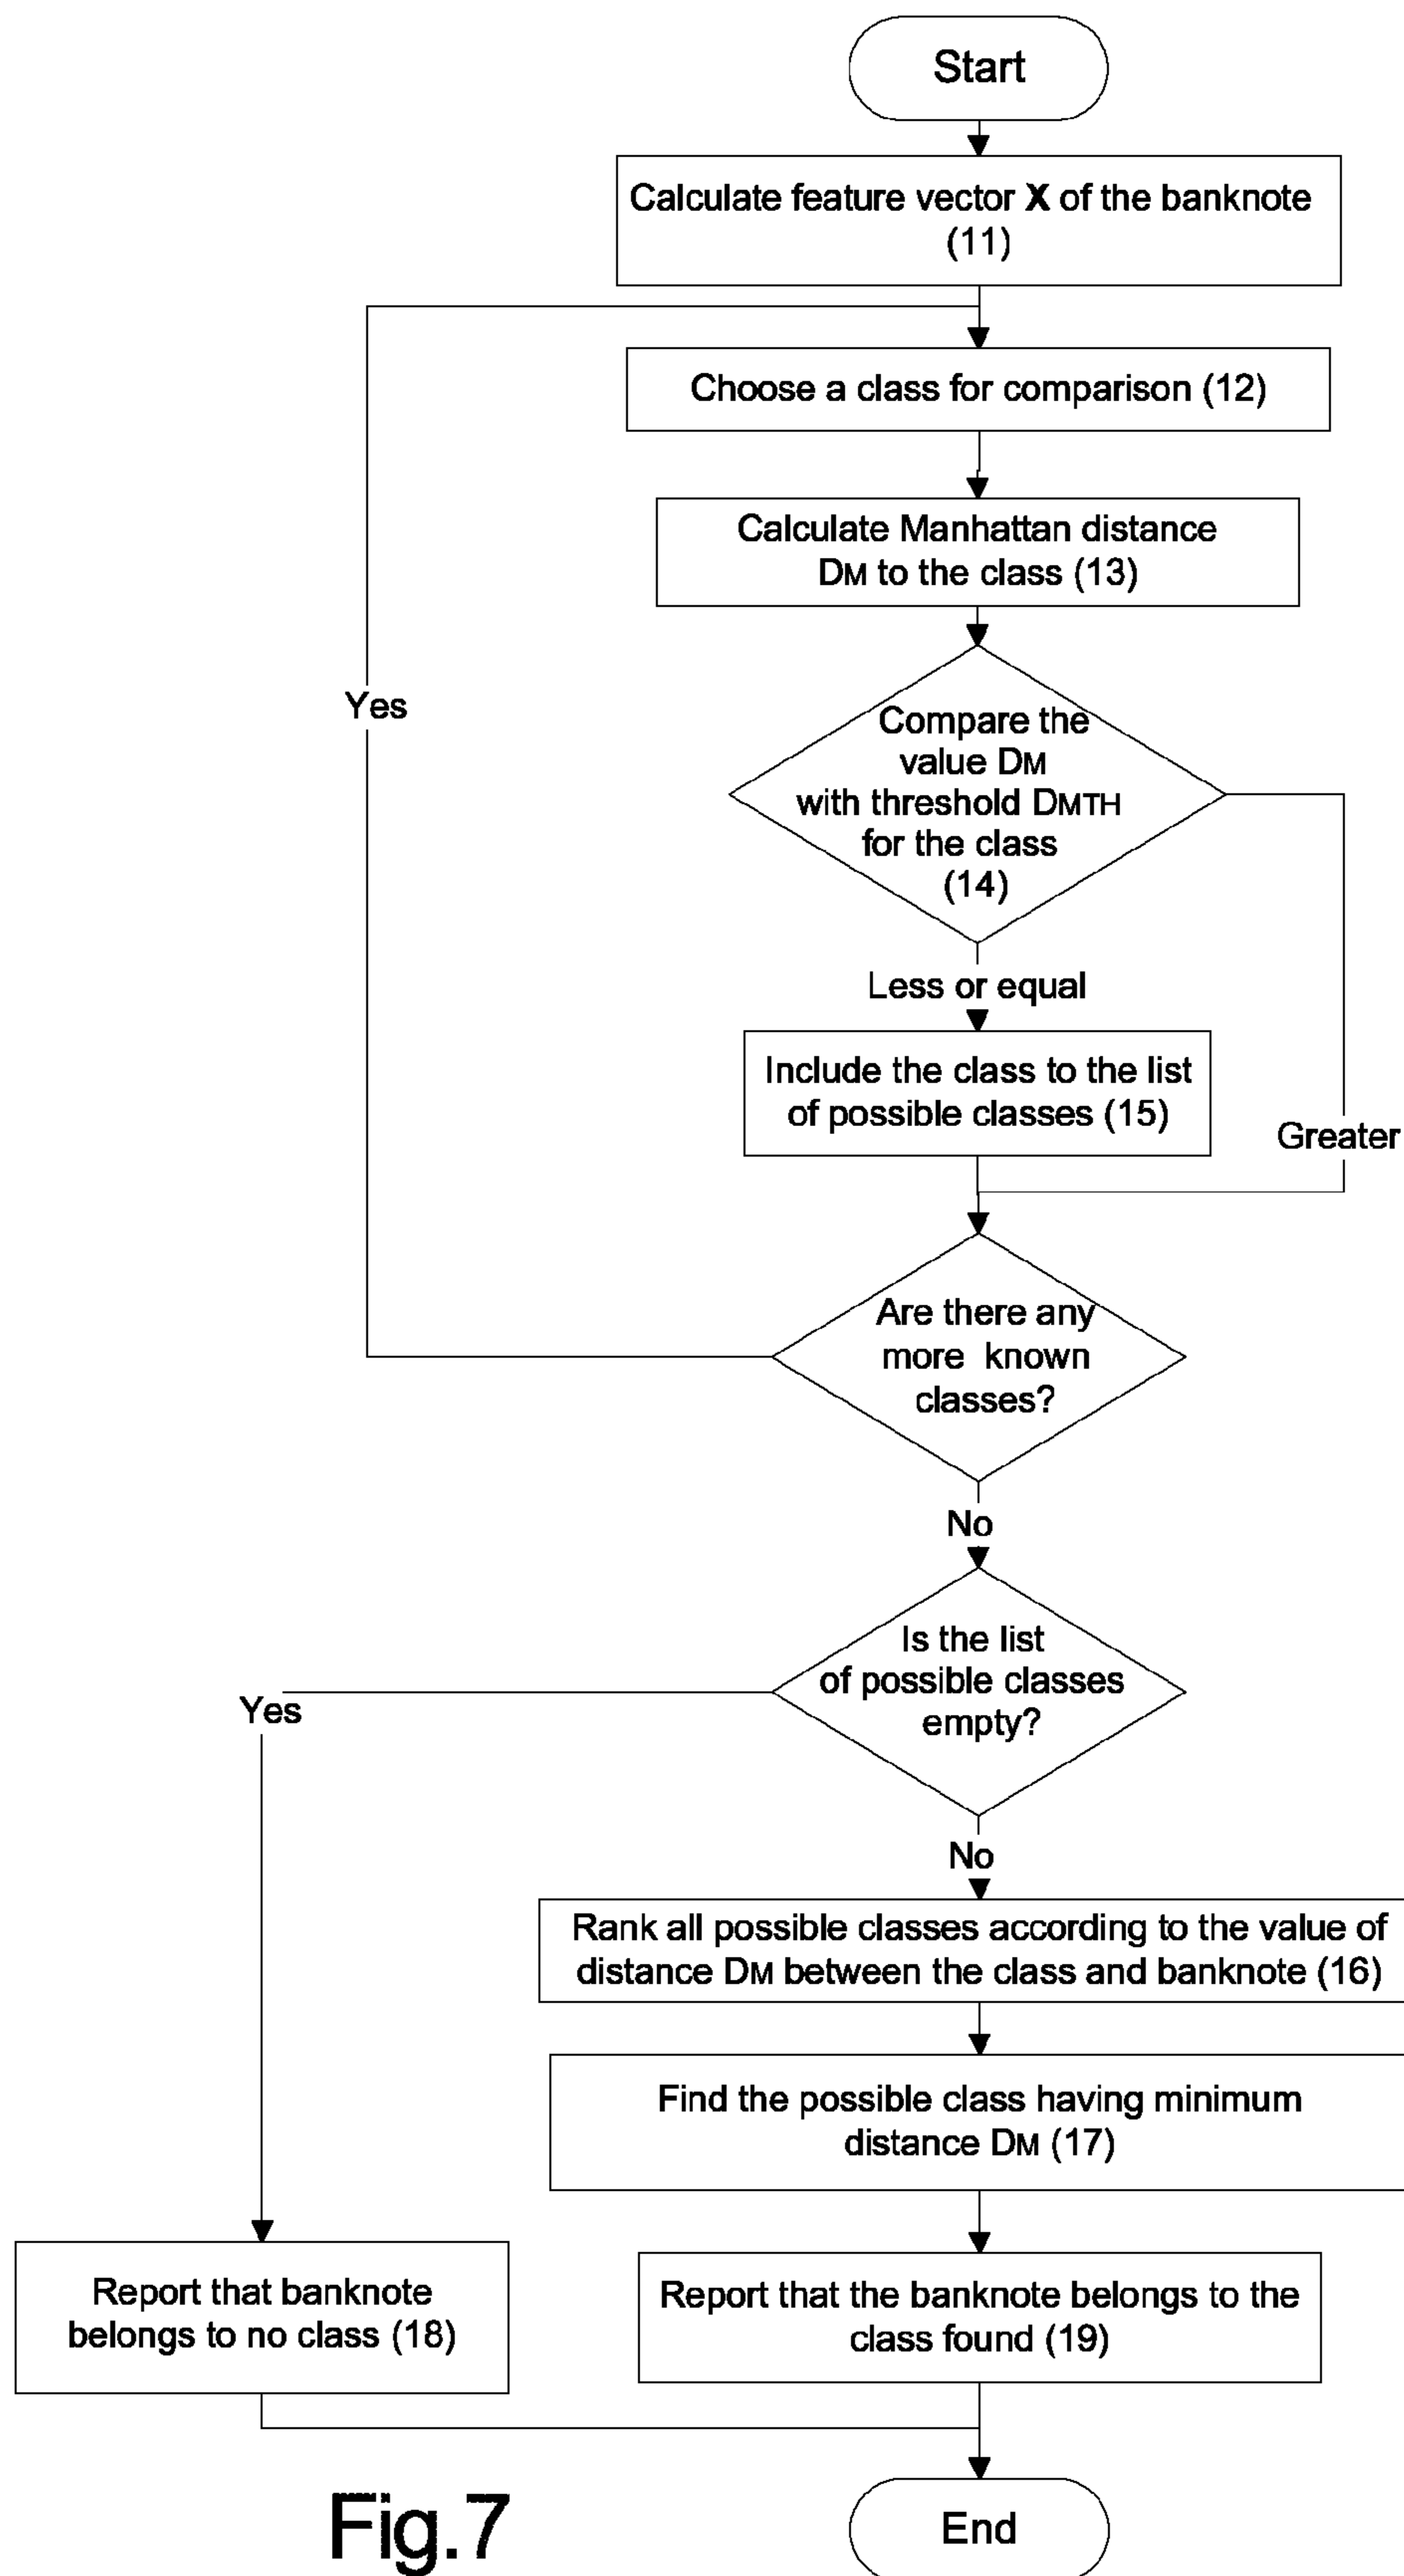 Start
Calculate feature vector X of the banknote
(11)
Choose a class for comparison (12)
Calculate Manhattan distance
DM to the class (13)
Yes
Compare the
value DM
with threshold DMTH
for the class
(14)
Less or equal
Include the class to the list
of possible classes (15)
Greater
Are there any
more known
classes?
No
Is the list
of possible classes
empty?
Yes
No
Rank all possible classes according to the value of
distance DM between the class and banknote (16)
Find the possible class having minimum
distance DM (17)
Report that banknote
belongs to no class (18)
Report that the banknote belongs to the
class found (19)
Fig.7
End